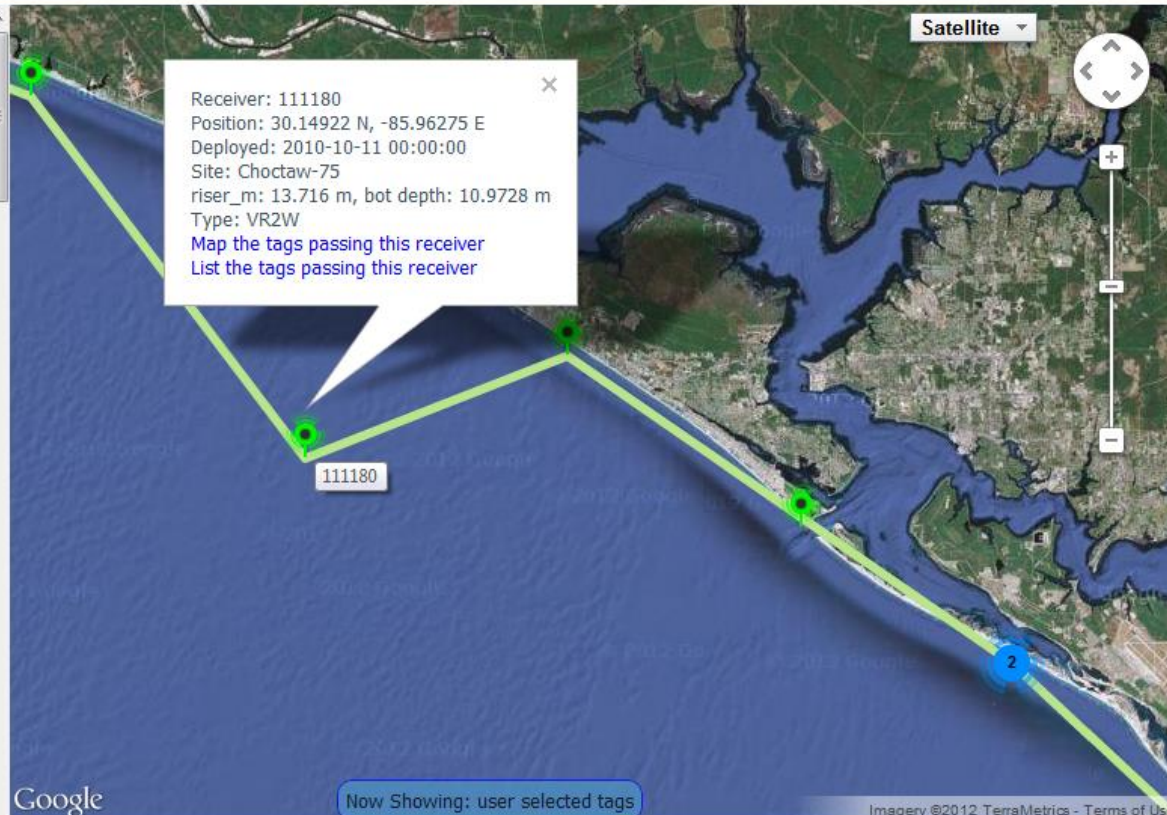 Satellite
Receiver: 111180
Position: 30.14922 N, -85.96275 E
Deployed: 2010-10-11 00:00:00
Site: Choctaw-75
riser_m: 13.716 m, bot depth: 10.9728 m
Type: VR2W
Map the tags passing this receiver
List the tags passing this receiver
111180
2
Google
Now Showing: user selected tags
Imagery ©2012 TerraMetrics - Terms of Us